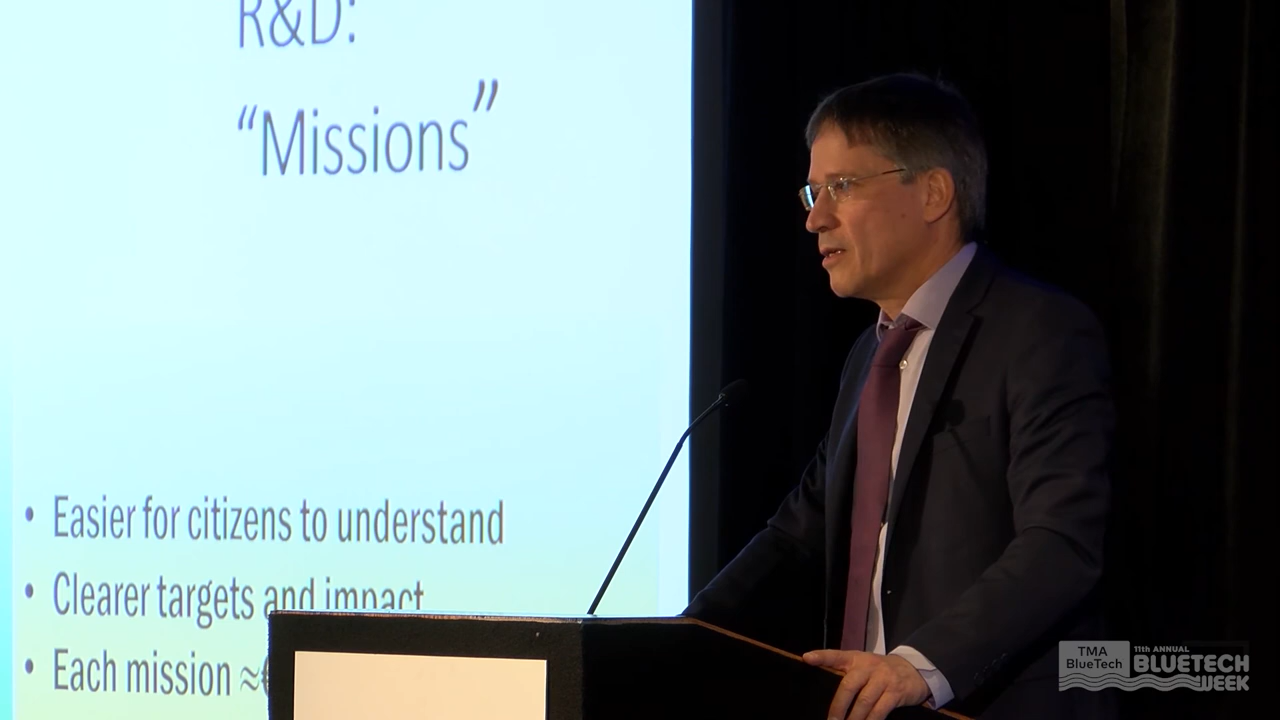 R&D:
“Missions”
• Easier for citizens to understand
• Clearer targets and impact
• Each mission ≈€
TMA
BlueTech
11th ANNUAL
BLUETECH
WEEK